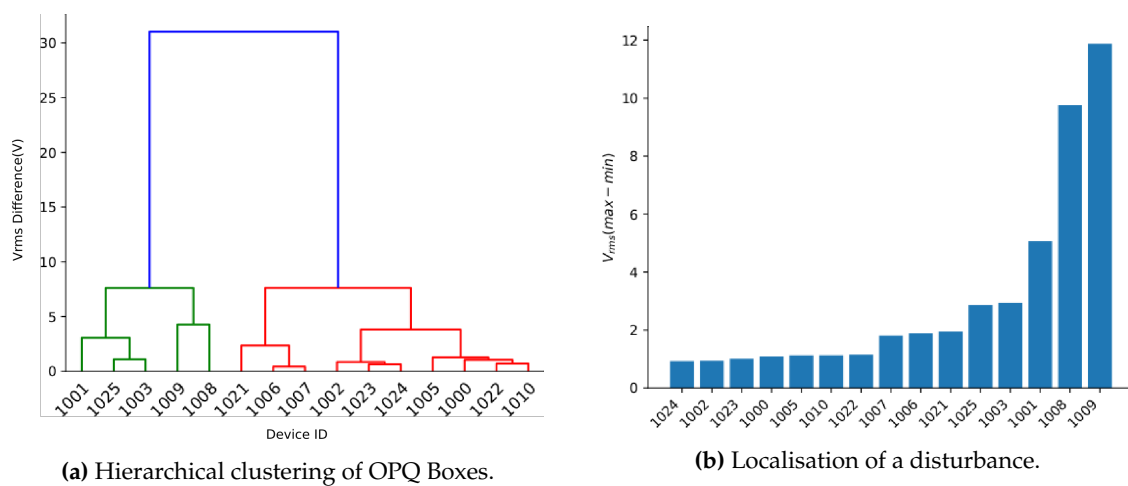 30
25
20
15
10
5
0
Vrms Difference(V)
1001 1025 1003 1009 1008 1021 1006 1007 1002 1023 1024 1005 1000 1022 1010
Device ID
(a) Hierarchical clustering of OPQ Boxes.
12
10
8
6
4
2
0
V_rms(max − min)
1024 1002 1023 1000 1005 1010 1022 1007 1006 1021 1025 1003 1001 1008 1009
(b) Localisation of a disturbance.